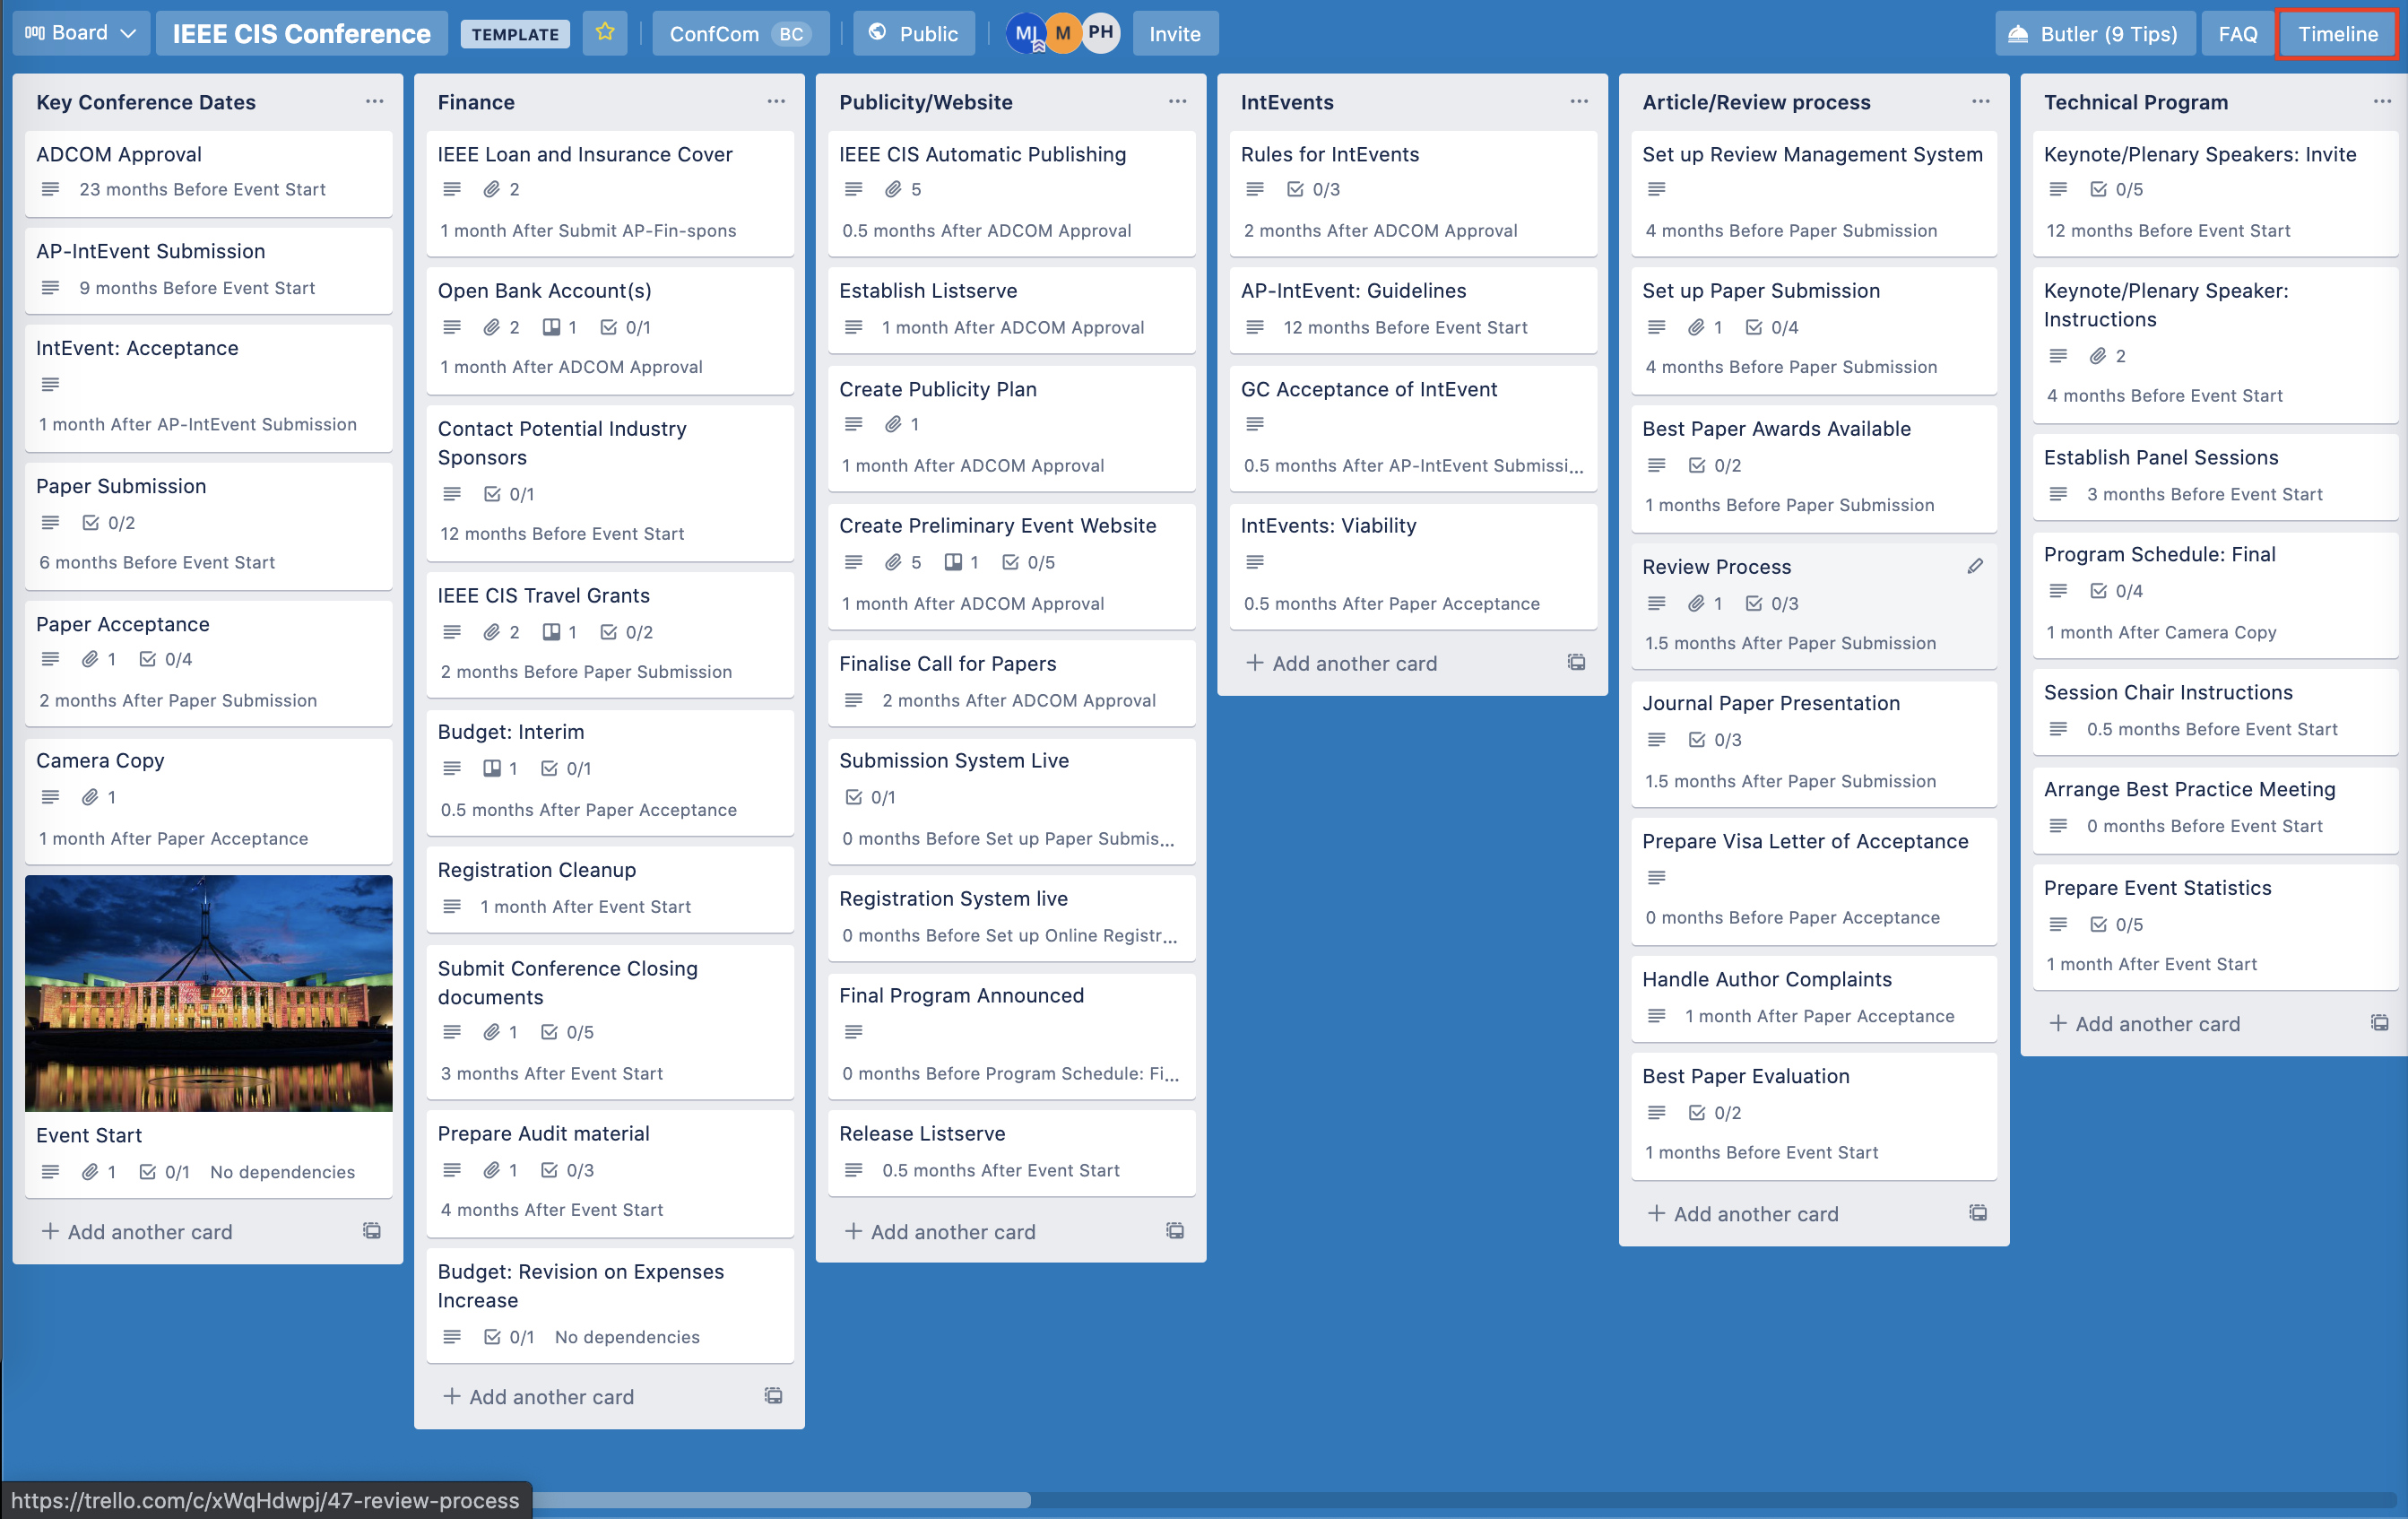 Board
IEEE CIS Conference
TEMPLATE
ConfCom BC
Public
M
PH
Invite
Butler (9 Tips)
FAQ
Timeline
Key Conference Dates
ADCOM Approval
23 months Before Event Start
AP-IntEvent Submission
9 months Before Event Start
IntEvent: Acceptance
1 month After AP-IntEvent Submission
Paper Submission
0/2
6 months Before Event Start
Paper Acceptance
1 0/4
2 months After Paper Submission
Camera Copy
1
1 month After Paper Acceptance
Event Start
1 0/1 No dependencies
+ Add another card
Finance
IEEE Loan and Insurance Cover
2
1 month After Submit AP-Fin-spons
Open Bank Account(s)
2 1 0/1
1 month After ADCOM Approval
Contact Potential Industry
Sponsors
0/1
12 months Before Event Start
IEEE CIS Travel Grants
2 1 0/2
2 months Before Paper Submission
Budget: Interim
1 0/1
0.5 months After Paper Acceptance
Registration Cleanup
1 month After Event Start
Submit Conference Closing
documents
1 0/5
3 months After Event Start
Prepare Audit material
1 0/3
4 months After Event Start
Budget: Revision on Expenses
Increase
0/1 No dependencies
+ Add another card
Publicity/Website
IEEE CIS Automatic Publishing
5
0.5 months After ADCOM Approval
Establish Listserve
1 month After ADCOM Approval
Create Publicity Plan
1
1 month After ADCOM Approval
Create Preliminary Event Website
5 1 0/5
1 month After ADCOM Approval
Finalise Call for Papers
2 months After ADCOM Approval
Submission System Live
0/1
0 months Before Set up Paper Submis...
Registration System live
0 months Before Set up Online Registr...
Final Program Announced
0 months Before Program Schedule: Fi...
Release Listserve
0.5 months After Event Start
+ Add another card
IntEvents
Rules for IntEvents
0/3
2 months After ADCOM Approval
AP-IntEvent: Guidelines
12 months Before Event Start
GC Acceptance of IntEvent
0.5 months After AP-IntEvent Submissi...
IntEvents: Viability
0.5 months After Paper Acceptance
+ Add another card
Article/Review process
Set up Review Management System
4 months Before Paper Submission
Set up Paper Submission
1 0/4
4 months Before Paper Submission
Best Paper Awards Available
0/2
1 months Before Paper Submission
Review Process
1 0/3
1.5 months After Paper Submission
Journal Paper Presentation
0/3
1.5 months After Paper Submission
Prepare Visa Letter of Acceptance
0 months Before Paper Acceptance
Handle Author Complaints
1 month After Paper Acceptance
Best Paper Evaluation
0/2
1 months Before Event Start
+ Add another card
Technical Program
Keynote/Plenary Speakers: Invite
0/5
12 months Before Event Start
Keynote/Plenary Speaker:
Instructions
2
4 months Before Event Start
Establish Panel Sessions
3 months Before Event Start
Program Schedule: Final
0/4
1 month After Camera Copy
Session Chair Instructions
0.5 months Before Event Start
Arrange Best Practice Meeting
0 months Before Event Start
Prepare Event Statistics
0/5
1 month After Event Start
+ Add another card
https://trello.com/c/xWqHdwpj/47-review-process